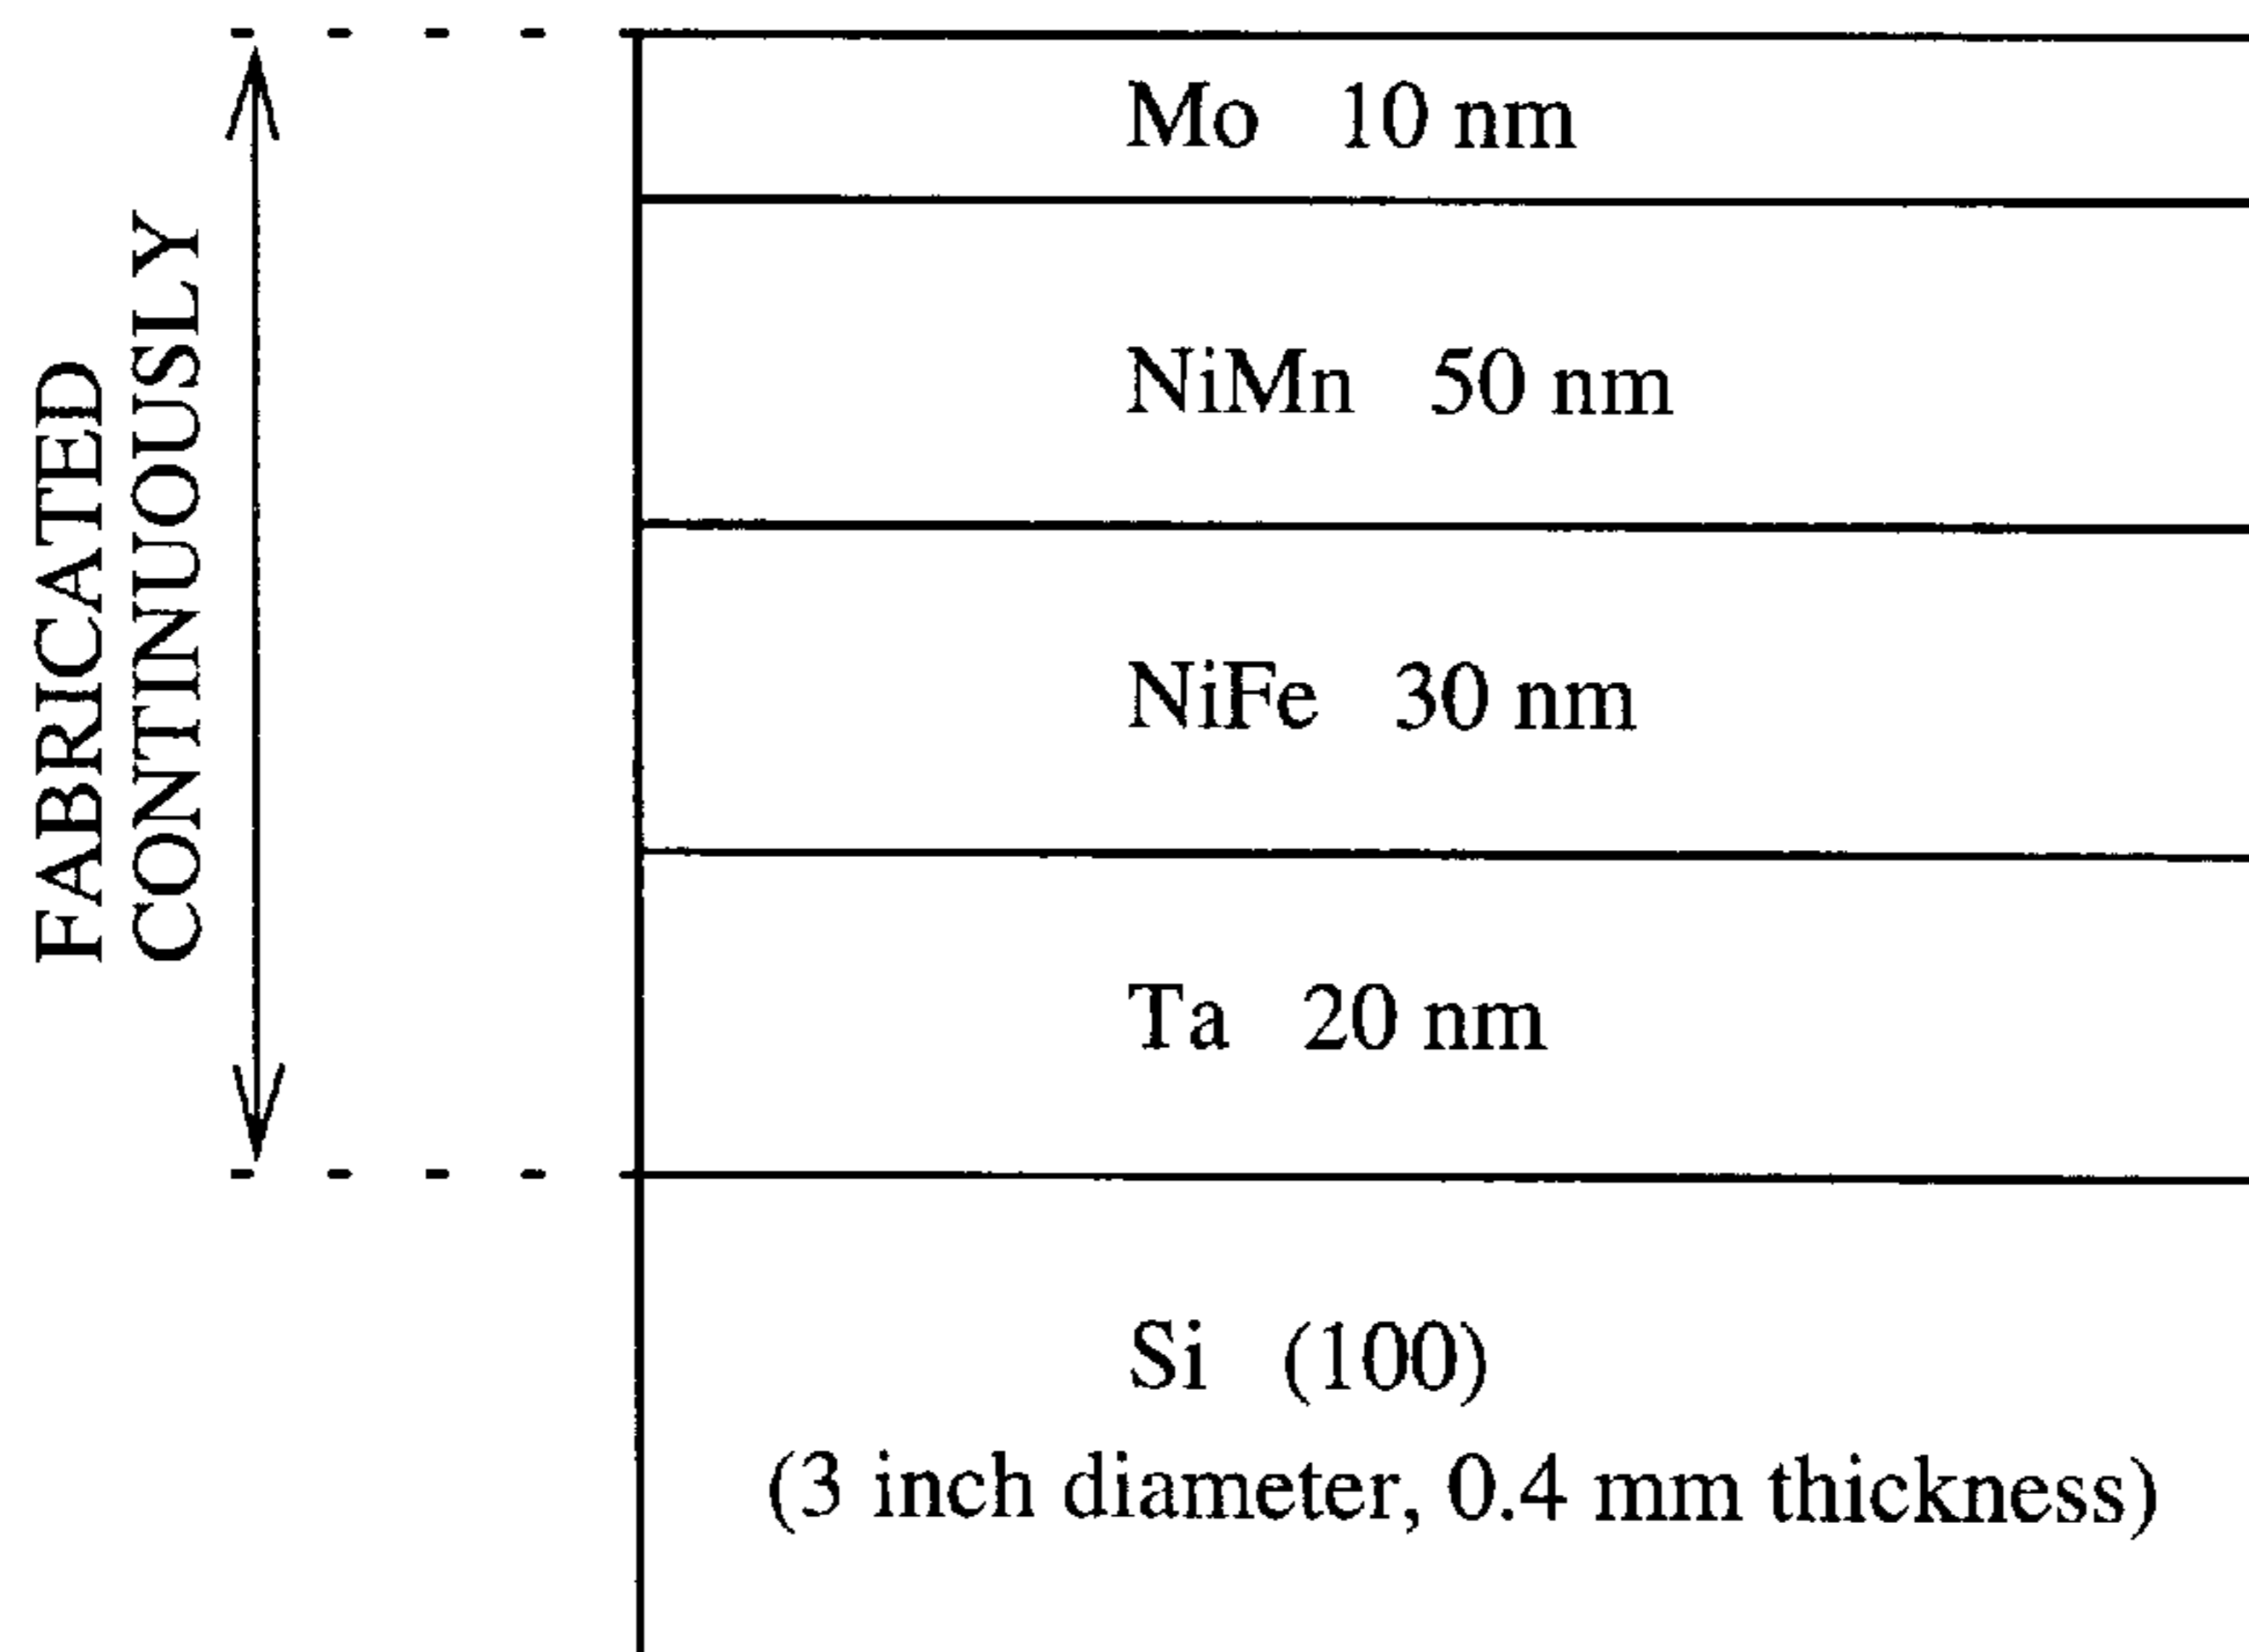 FABRICATED
CONTINUOUSLY
Mo 10 nm
NiMn 50 nm
NiFe 30 nm
Ta 20 nm
Si (100)
(3 inch diameter, 0.4 mm thickness)